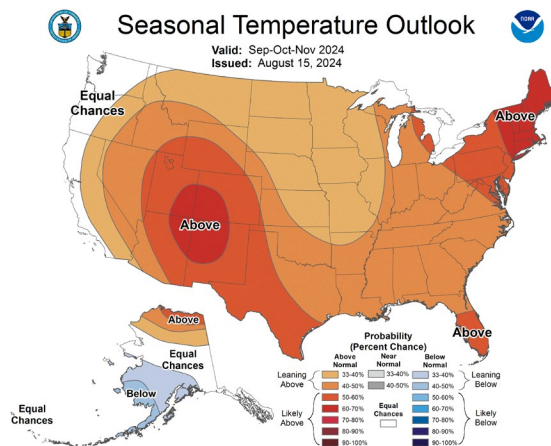 Seasonal Temperature Outlook
NOAA
Valid: Sep-Oct-Nov 2024
Issued: August 15, 2024
Equal
Chances
Above
Above
Above
Above
Equal
Chances
Below
Equal
Chances
Probability
(Percent Chance)
Above
Normal
Near
Normal
Below
Normal
Leaning
Above
33-40%
40-50%
33-40%
40-50%
33-40%
40-50%
Leaning
Below
Likely
Above
50-60%
60-70%
70-80%
80-90%
90-100%
Equal
Chances
50-60%
60-70%
70-80%
80-90%
90-100%
Likely
Below